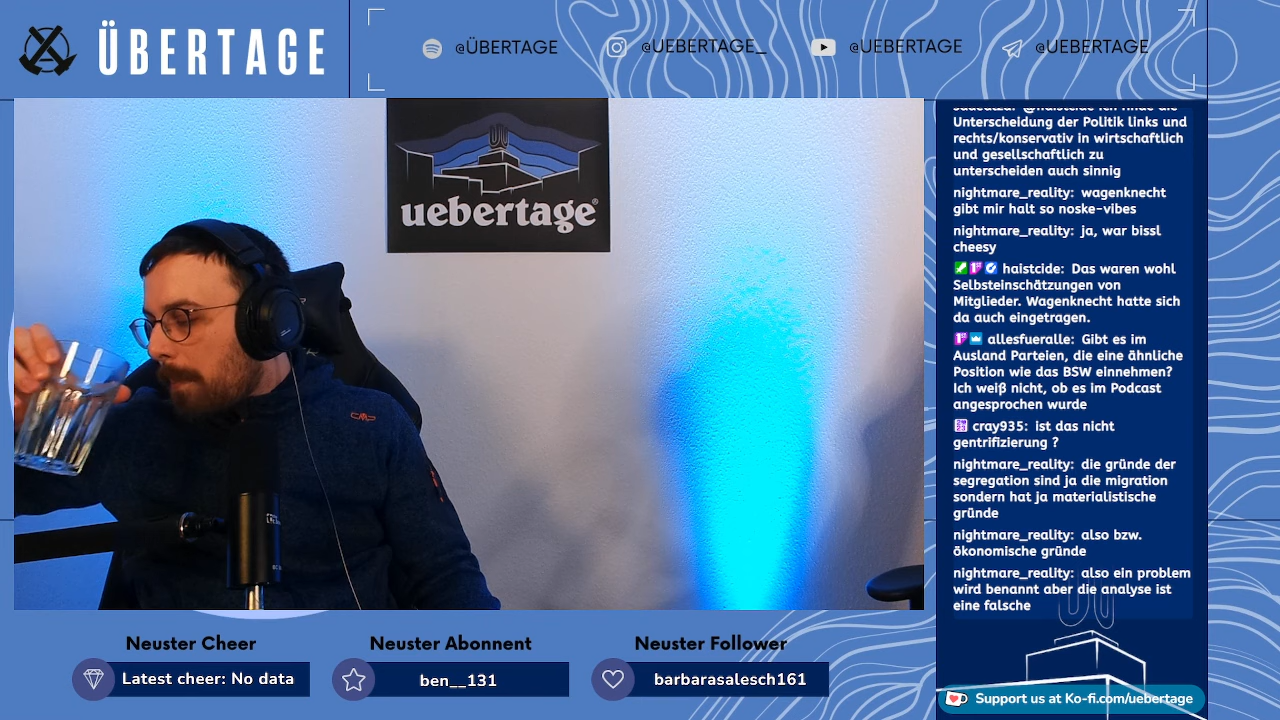 ÜBERTAGE
@ÜBERTAGE
@UEBERTAGE_
@UEBERTAGE
@UEBERTAGE
uebertage®
Unterscheidung der Politik links und
rechts/konservativ in wirtschaftlich
und gesellschaftlich zu
unterscheiden auch sinnig
nightmare_reality: wagenknecht
gibt mir halt so noske-vibes
nightmare_reality: ja, war bissl
cheesy
haistcide: Das waren wohl
Selbsteinschätzungen von
Mitglieder. Wagenknecht hatte sich
da auch eingetragen.
allesfueralle: Gibt es im
Ausland Parteien, die eine ähnliche
Position wie das BSW einnehmen?
Ich weiß nicht, ob es im Podcast
angesprochen wurde
cray935: ist das nicht
gentrifizierung ?
nightmare_reality: die gründe der
segregation sind ja die migration
sondern hat ja materialistische
gründe
nightmare_reality: also bzw.
ökonomische gründe
nightmare_reality: also ein problem
wird benannt aber die analyse ist
eine falsche
Neuster Cheer
Latest cheer: No data
Neuster Abonnent
ben__131
Neuster Follower
barbarasalesch161
Support us at Ko-fi.com/uebertage